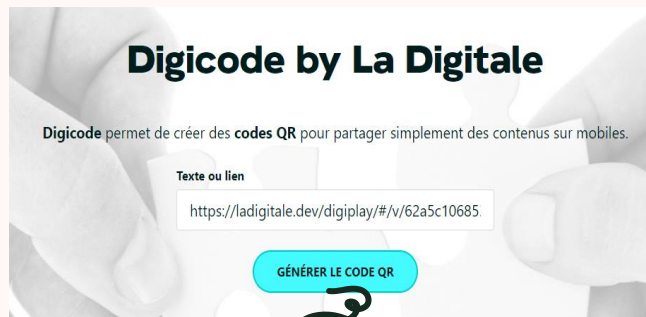 Digicode by La Digitale
Digicode permet de créer des codes QR pour partager simplement des contenus sur mobiles.
Texte ou lien
https://ladigitale.dev/digiplay/#/v/62a5c10685
GÉNÉRER LE CODE QR